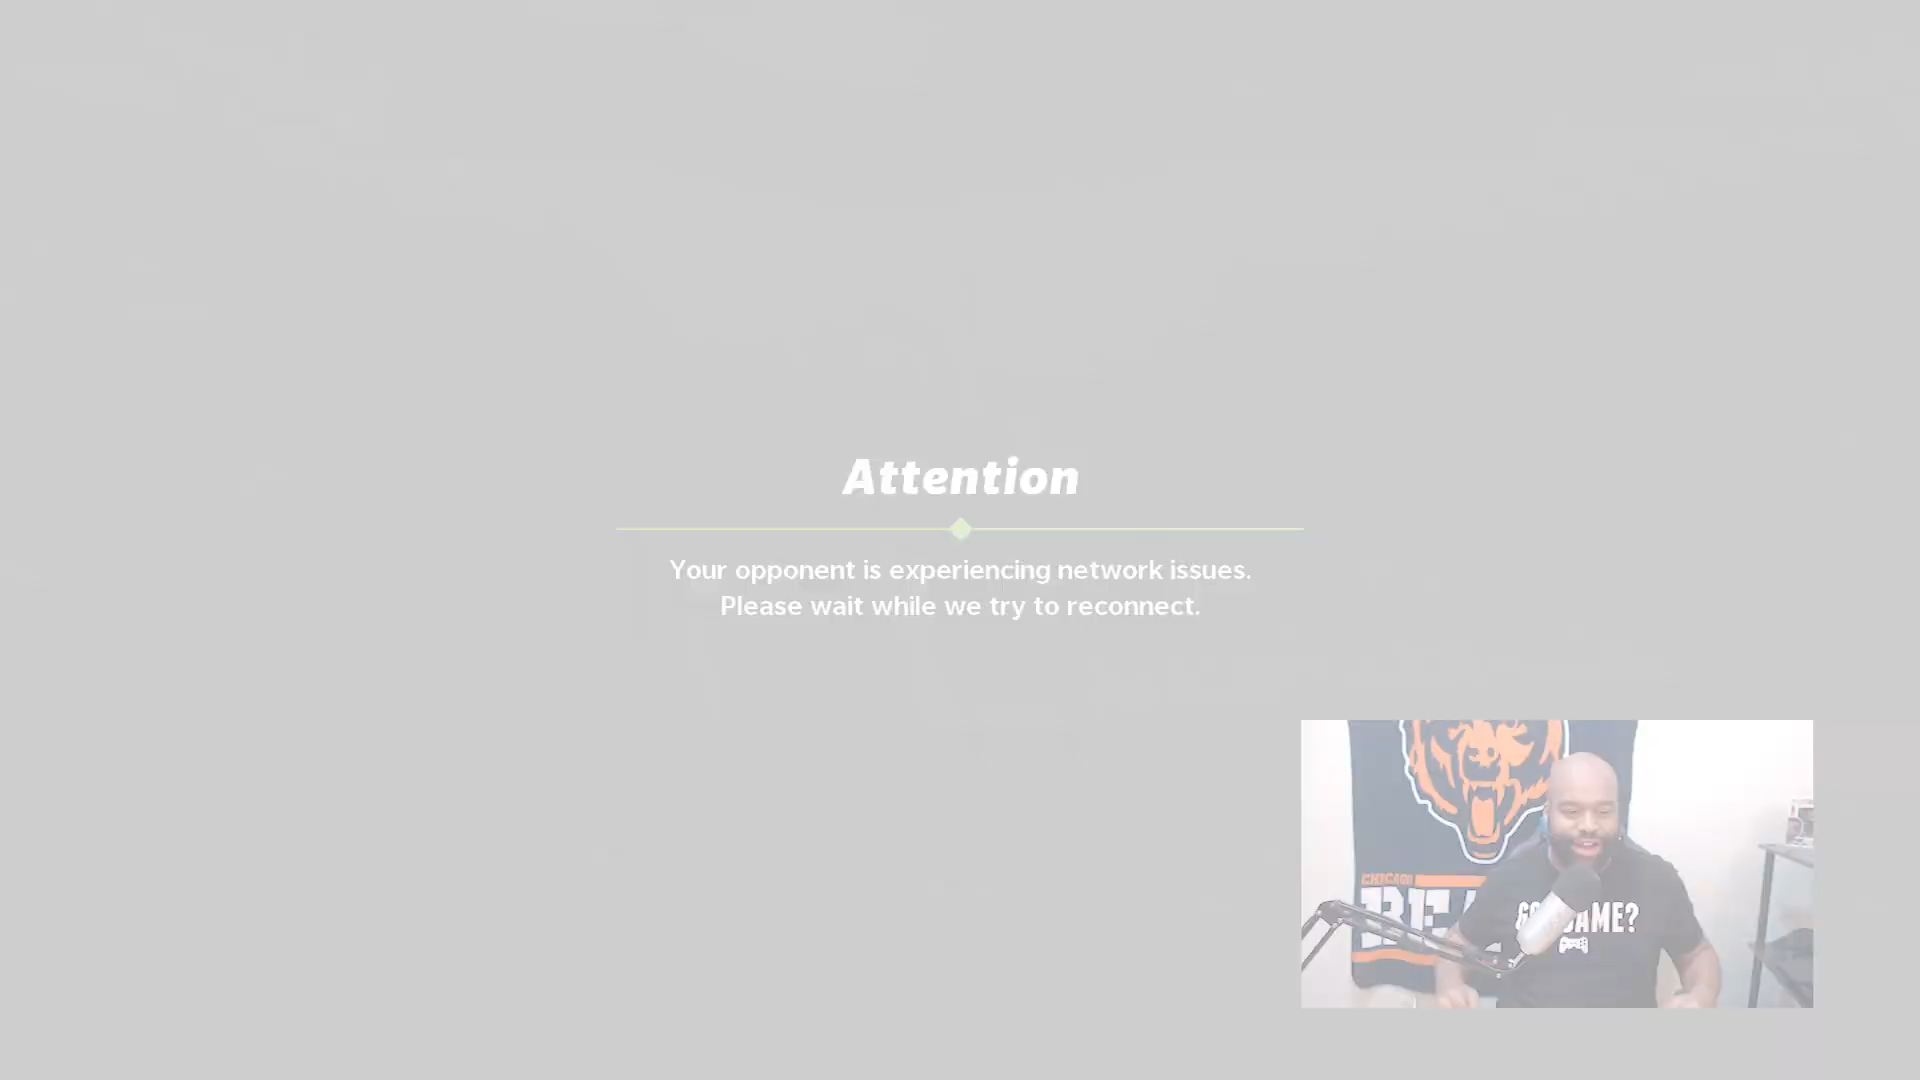 Attention
Your opponent is experiencing network issues.
Please wait while we try to reconnect.
CHICAGO